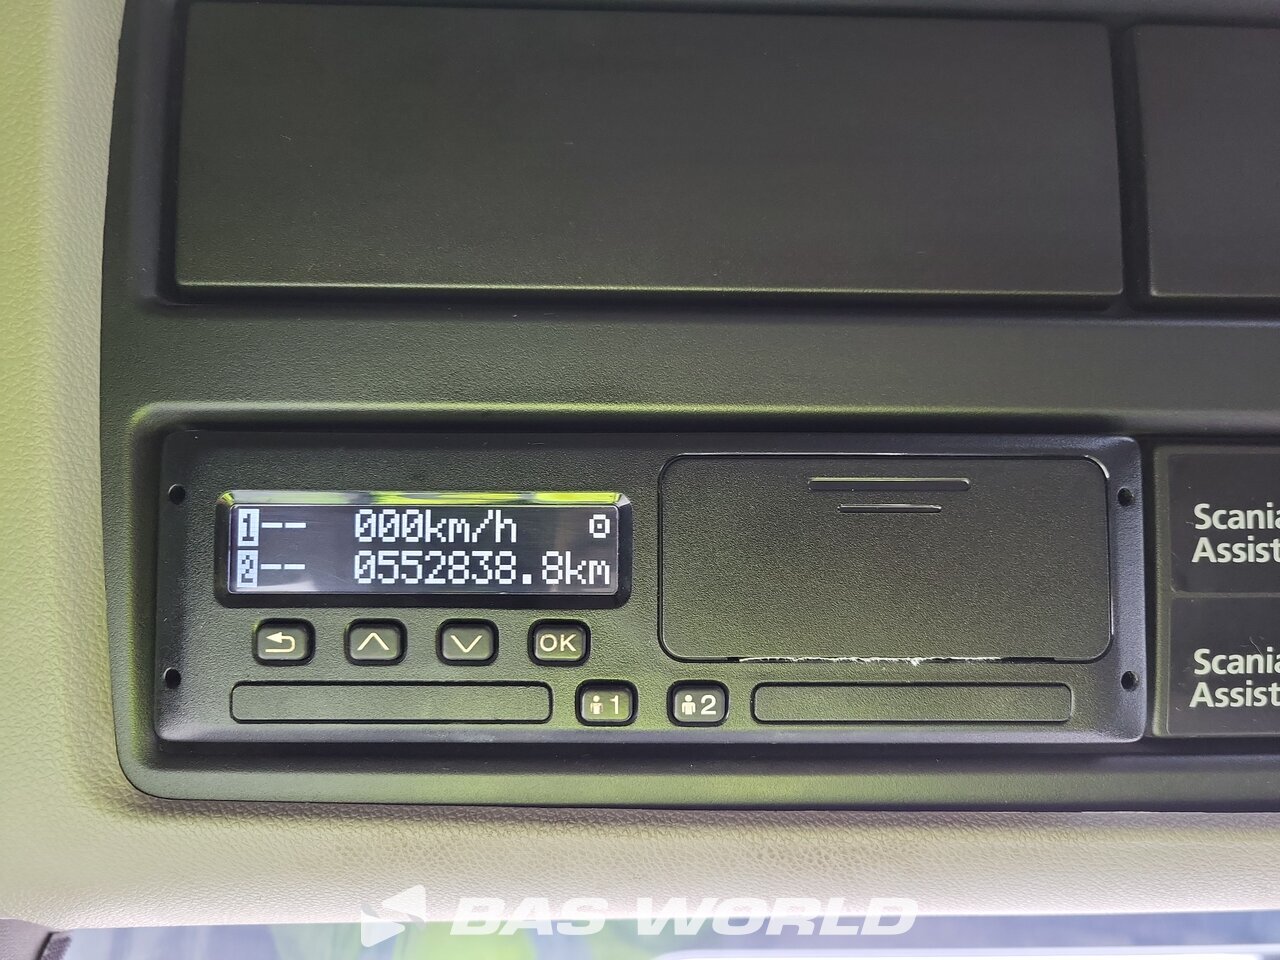 1-- 000km/h
2-- 0552838.8km
OK
1
2
Scania
Assist
Scania
Assist
BAS WORLD